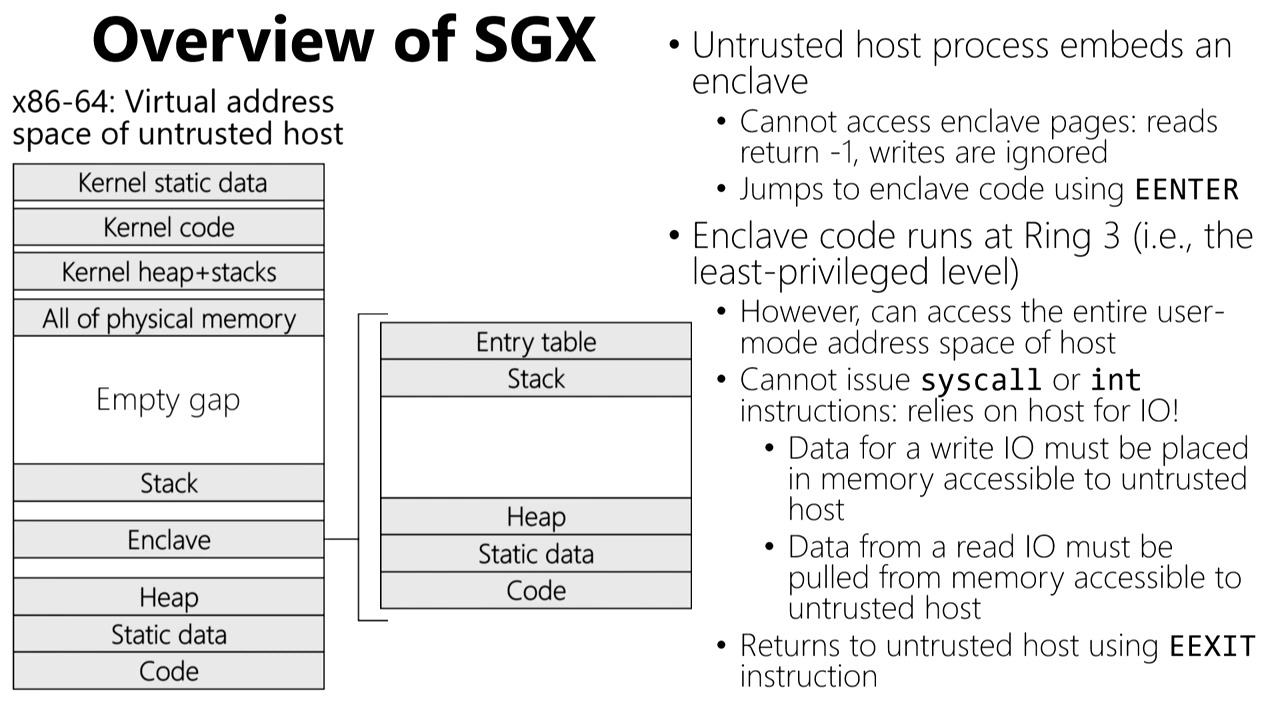 Overview of SGX
x86-64: Virtual address
space of untrusted host
Kernel static data
Kernel code
Kernel heap+stacks
All of physical memory
Empty gap
Stack
Enclave
Heap
Static data
Code
Entry table
Stack
Heap
Static data
Code
• Untrusted host process embeds an
enclave
• Cannot access enclave pages: reads
return -1, writes are ignored
• Jumps to enclave code using EENTER
• Enclave code runs at Ring 3 (i.e., the
least-privileged level)
• However, can access the entire user-
mode address space of host
• Cannot issue syscall or int
instructions: relies on host for IO!
• Data for a write IO must be placed
in memory accessible to untrusted
host
• Data from a read IO must be
pulled from memory accessible to
untrusted host
• Returns to untrusted host using EEXIT
instruction